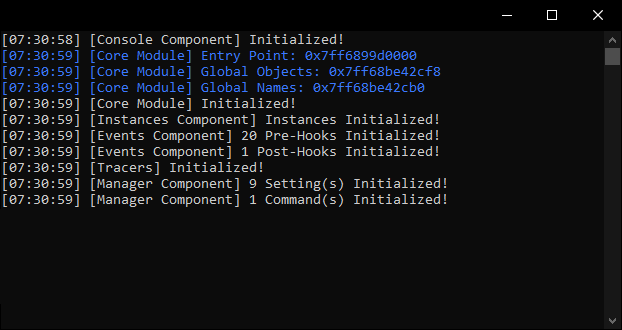 [07:30:58] [Console Component] Initialized!
[07:30:59] [Core Module] Entry Point: 0x7ff6899d0000
[07:30:59] [Core Module] Global Objects: 0x7ff68be42cf8
[07:30:59] [Core Module] Global Names: 0x7ff68be42cb0
[07:30:59] [Core Module] Initialized!
[07:30:59] [Instances Component] Instances Initialized!
[07:30:59] [Events Component] 20 Pre-Hooks Initialized!
[07:30:59] [Events Component] 1 Post-Hooks Initialized!
[07:30:59] [Tracers] Initialized!
[07:30:59] [Manager Component] 9 Setting(s) Initialized!
[07:30:59] [Manager Component] 1 Command(s) Initialized!